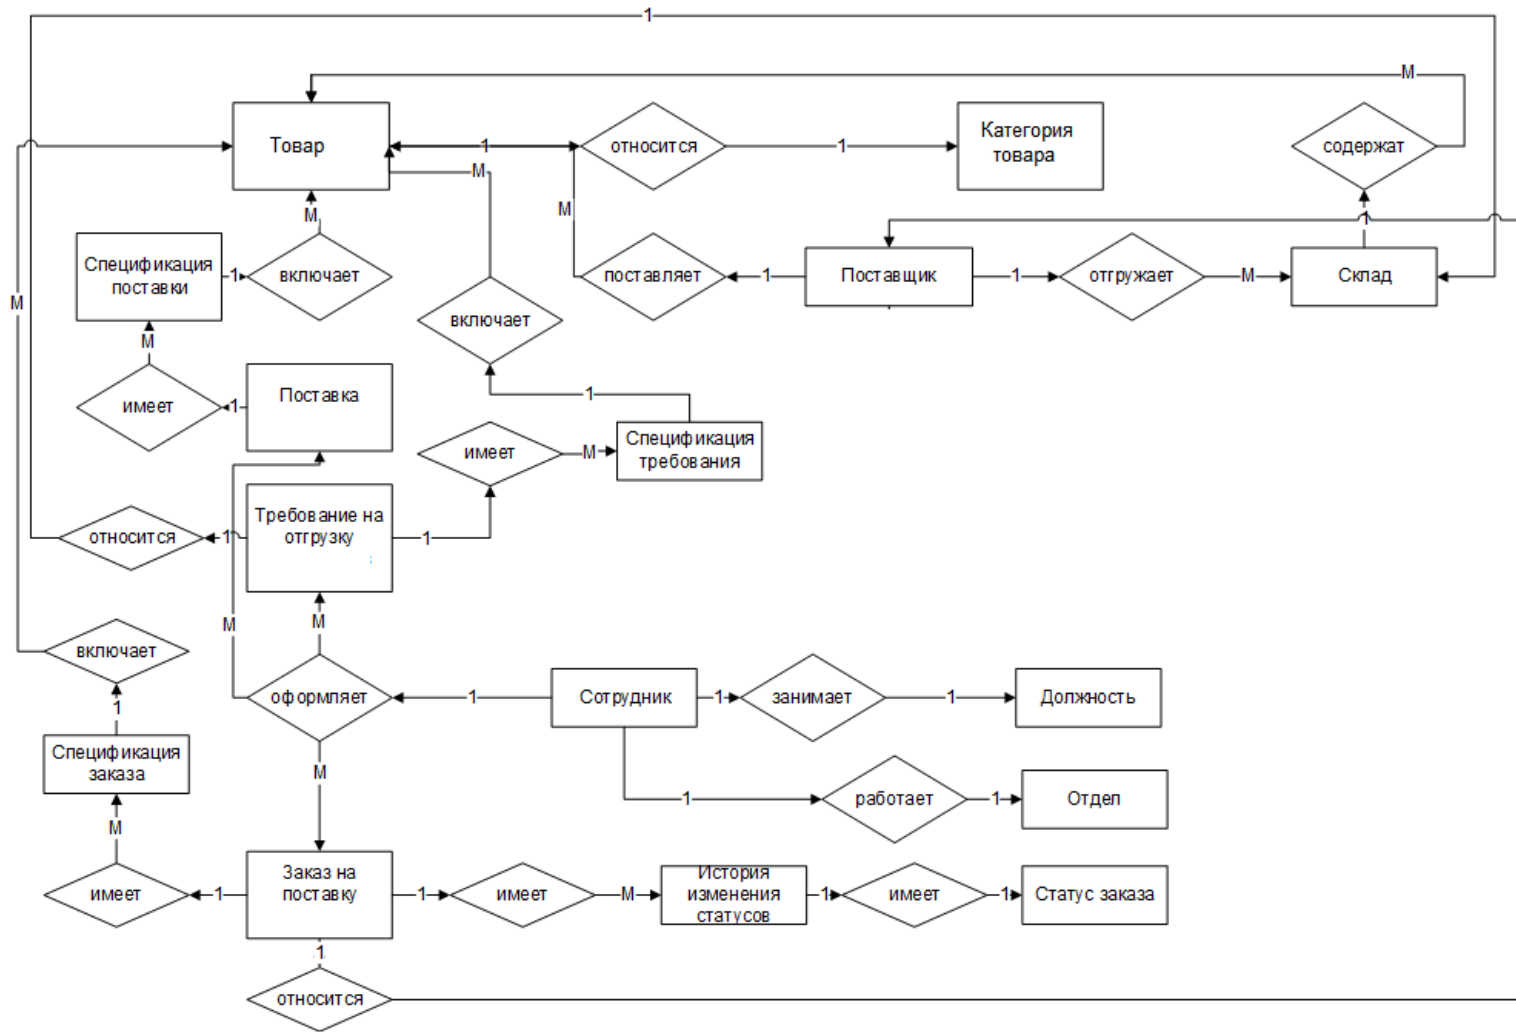 1
М
Товар
1
относится
1
Категория
товара
содержат
М
М
М
1
Спецификация
поставки
1
включает
поставляет
1
Поставщик
1
отгружает
М
Склад
М
включает
М
Поставка
1
имеет
1
Спецификация
требования
имеет
М
Требование на
отгрузку
относится
1
1
М
М
включает
оформляет
1
Сотрудник
1
занимает
1
Должность
1
Спецификация
заказа
М
1
работает
1
Отдел
М
Заказ на
поставку
имеет
1
1
имеет
М
История
изменения
статусов
1
имеет
1
Статус заказа
1
относится